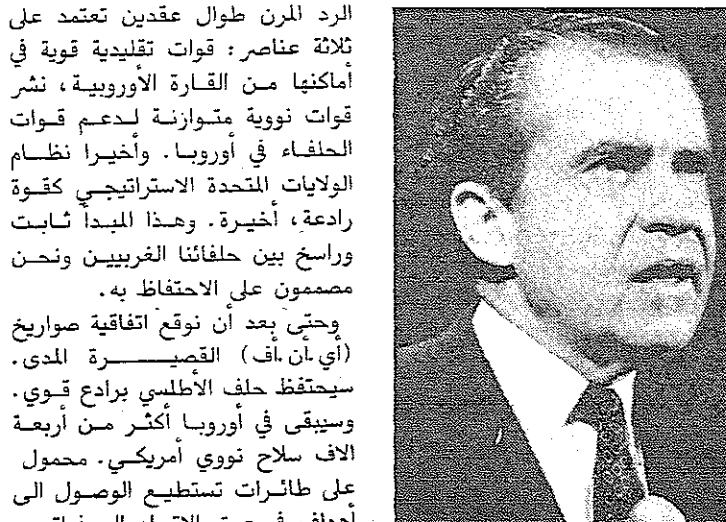 الرد المرن طوال عقدين تعتمد على
ثلاثة عناصر: قوات تقليدية قوية في
أماكنها من القارة الأوروبية، نشر
قوات نووية متوازنة لدعم قوات
الحلفاء في أوروبا. وأخيرا نظام
الولايات المتحدة الاستراتيجي كقوة
رادعة، أخيرة. وهذا المبدأ ثابت
وراسخ بين حلفائنا الغربيين ونحن
مصممون على الاحتفاظ به.
وحتى بعد أن نوقع اتفاقية صواريخ
(أي.أن.أف) القصيرة المدى.
سيحتفظ حلف الأطلسي برادع قوي.
وسيبقى في أوروبا أكثر من أربعة
الاف سلاح نووي أمريكي. محمول
على طائرات تستطيع الوصول الى